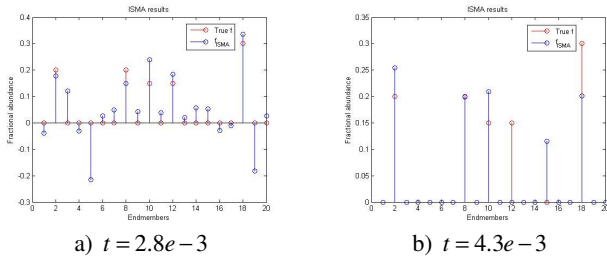 ISMA results
0.4
0.3
0.2
0.1
0
-0.1
-0.2
-0.3
Fractional abundance
True f
f_ISMA
0 2 4 6 8 10 12 14 16 18 20
Endmembers
a) t = 2.8e − 3
ISMA results
0.35
0.3
0.25
0.2
0.15
0.1
0.05
0
Fractional abundance
True f
f_ISMA
0 2 4 6 8 10 12 14 16 18 20
Endmembers
b) t = 4.3e − 3